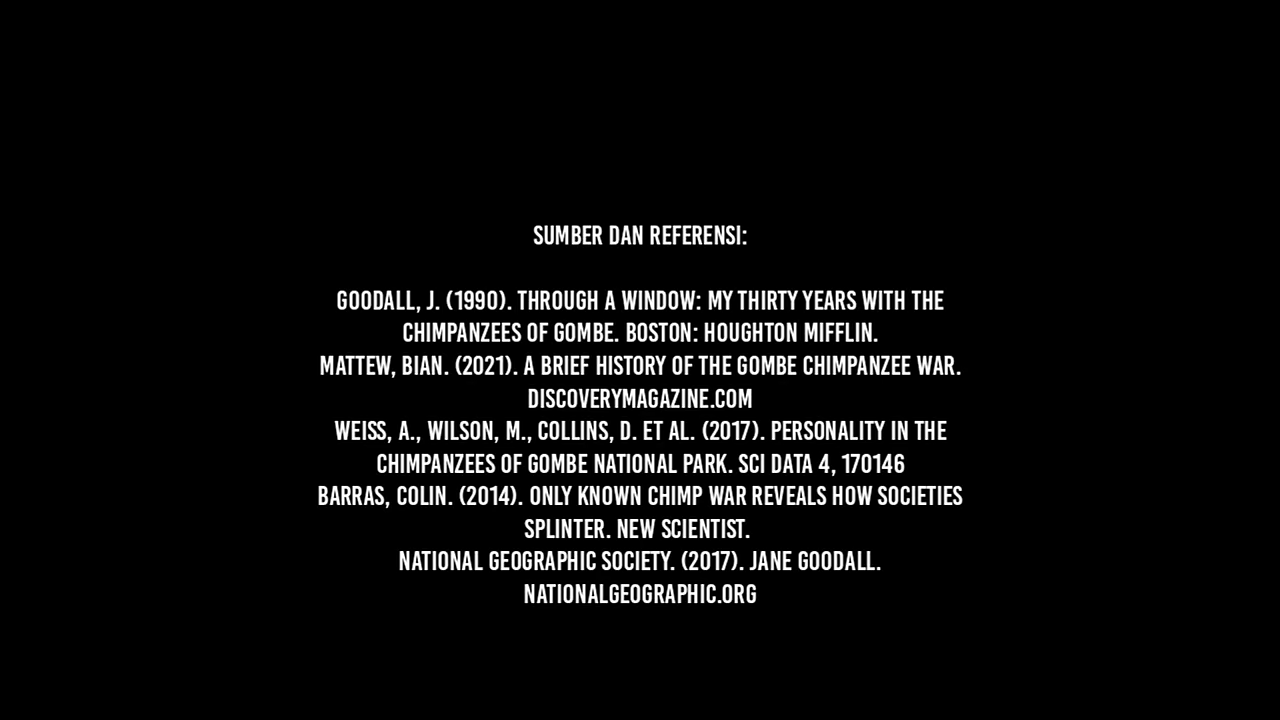 SUMBER DAN REFERENSI:
GOODALL, J. (1990). THROUGH A WINDOW: MY THIRTY YEARS WITH THE
CHIMPANZEES OF GOMBE. BOSTON: HOUGHTON MIFFLIN.
MATTEW, BIAN. (2021). A BRIEF HISTORY OF THE GOMBE CHIMPANZEE WAR.
DISCOVERYMAGAZINE.COM
WEISS, A., WILSON, M., COLLINS, D. ET AL. (2017). PERSONALITY IN THE
CHIMPANZEES OF GOMBE NATIONAL PARK. SCI DATA 4, 170146
BARRAS, COLIN. (2014). ONLY KNOWN CHIMP WAR REVEALS HOW SOCIETIES
SPLINTER. NEW SCIENTIST.
NATIONAL GEOGRAPHIC SOCIETY. (2017). JANE GOODALL.
NATIONALGEOGRAPHIC.ORG